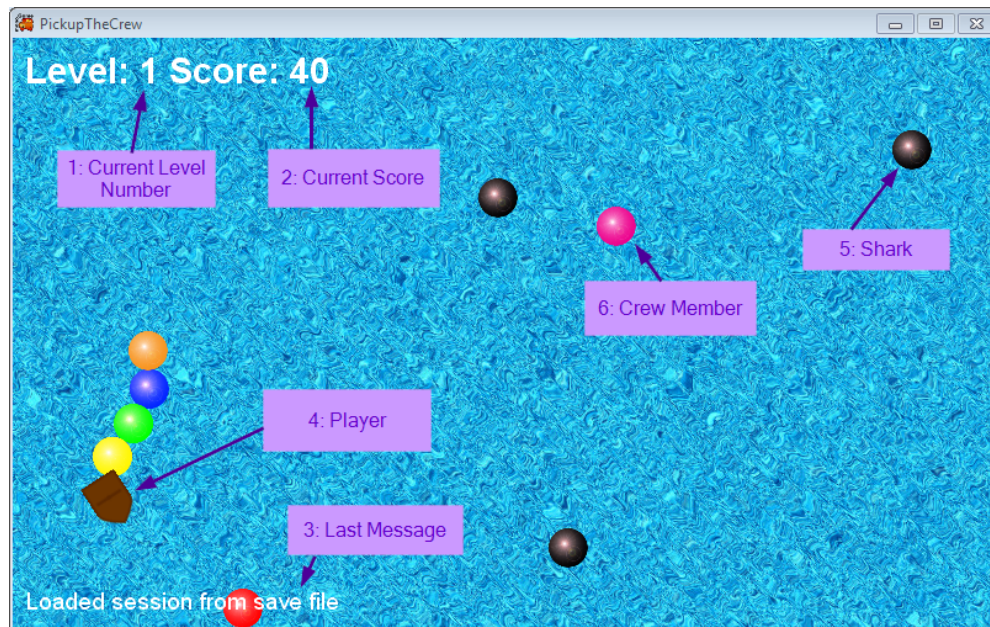 PickupTheCrew
Level: 1 Score: 40
1: Current Level
Number
2: Current Score
5: Shark
6: Crew Member
4: Player
3: Last Message
Loaded session from save file